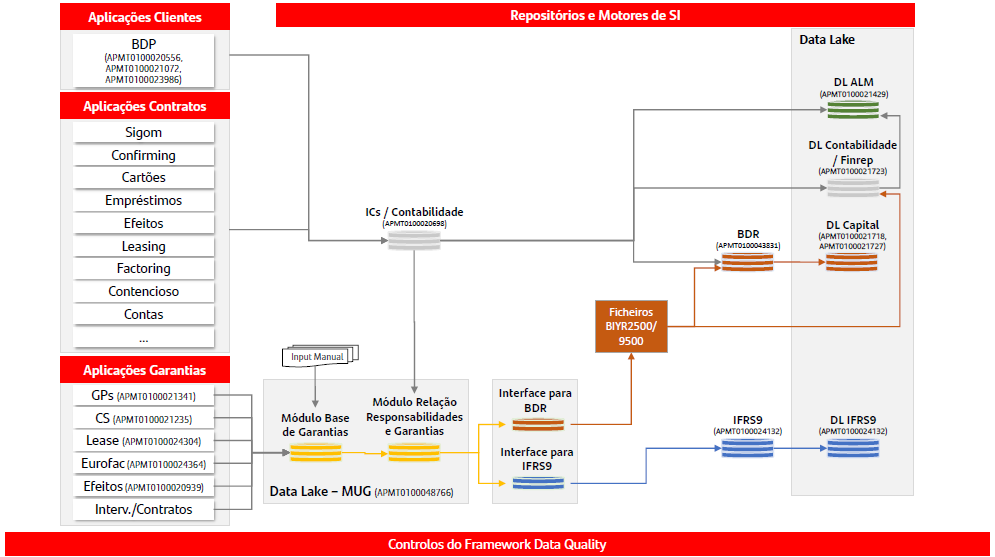 Aplicações Clientes
BDP
(APMT0100020556,
APMT0100021072,
APMT0100023986)
Aplicações Contratos
Sigom
Confirming
Cartões
Empréstimos
Efeitos
Leasing
Factoring
Contencioso
Contas
...
Aplicações Garantias
GPs (APMT0100021341)
CS (APMT0100021235)
Lease (APMT0100024304)
Eurofac (APMT0100024364)
Efeitos (APMT0100020939)
Interv./Contratos
Repositórios e Motores de SI
ICs / Contabilidade
(APMT0100020698)
Input Manual
Módulo Base
de Garantias
Módulo Relação
Responsabilidades
e Garantias
Data Lake – MUG (APMT0100048766)
Interface para
BDR
Interface para
IFRS9
Ficheiros
BIYR2500/
9500
BDR
(APMT0100043831)
IFRS9
(APMT0100024132)
Data Lake
DL ALM
(APMT0100021429)
DL Contabilidade
/ Finrep
(APMT0100021723)
DL Capital
(APMT0100021718,
APMT0100021727)
DL IFRS9
(APMT0100024132)
Controlos do Framework Data Quality